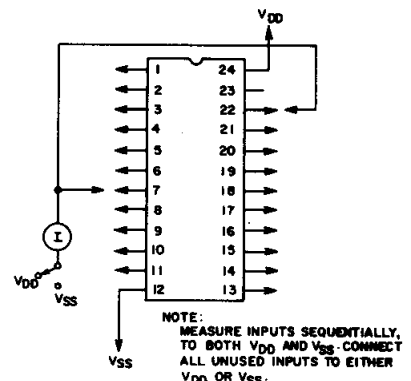 VDD
1 24
2 23
3 22
4 21
5 20
6 19
7 18
8 17
9 16
10 15
11 14
12 13
I
VDD
VSS
VSS
NOTE:
MEASURE INPUTS SEQUENTIALLY,
TO BOTH VDD AND VSS. CONNECT
ALL UNUSED INPUTS TO EITHER
VDD OR VSS.